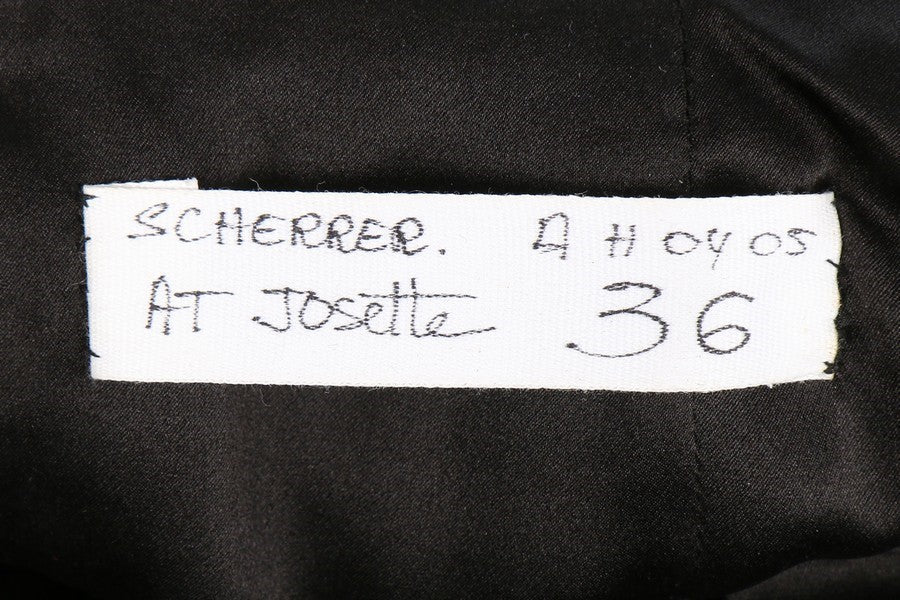 SCHERRER. A H 04 05
AT Josette 36